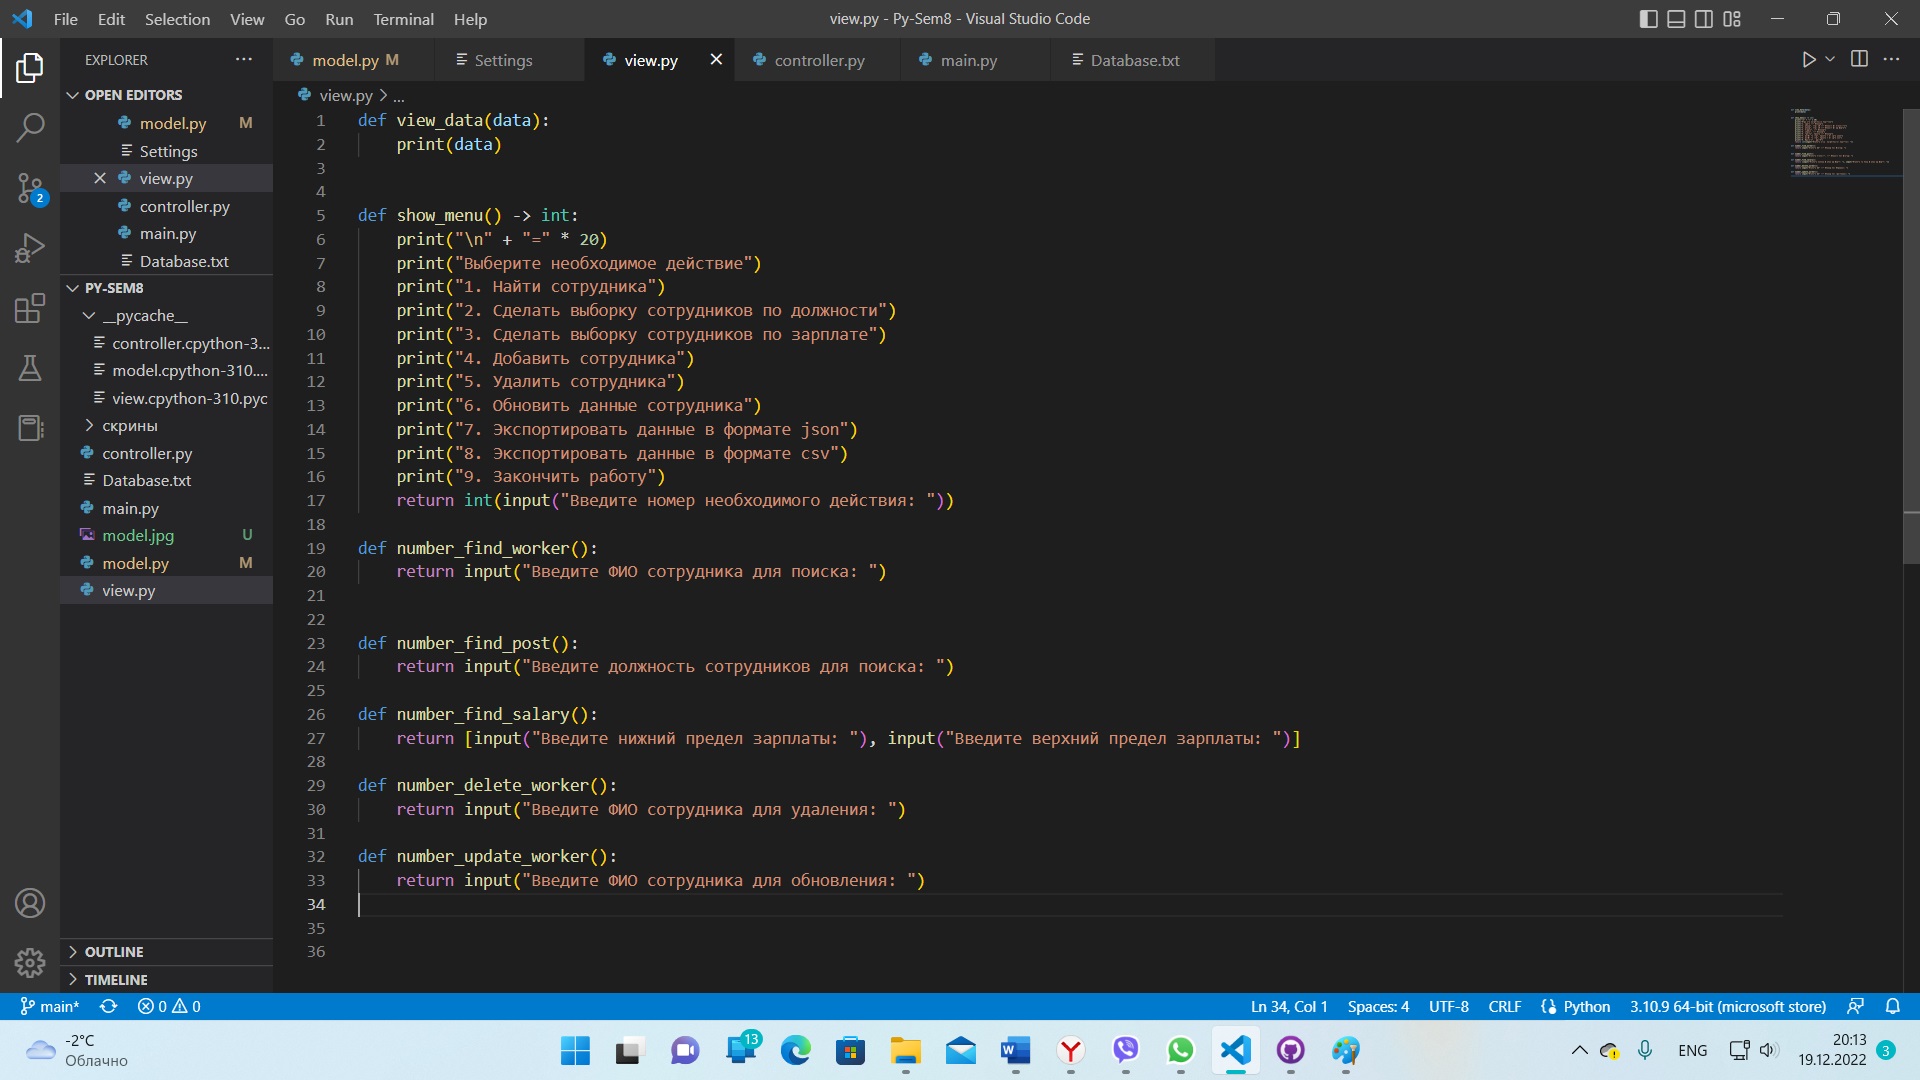 File Edit Selection View Go Run Terminal Help
view.py - Py-Sem8 - Visual Studio Code
EXPLORER
OPEN EDITORS
model.py M
Settings
view.py
controller.py
main.py
Database.txt
PY-SEM8
__pycache__
controller.cpython-3...
model.cpython-310....
view.cpython-310.pyc
скрины
controller.py
Database.txt
main.py
model.jpg U
model.py M
view.py
OUTLINE
TIMELINE
2
model.py M Settings view.py controller.py main.py Database.txt
view.py > ...
1 def view_data(data):
2 print(data)
3
4
5 def show_menu() -> int:
6 print("\n" + "=" * 20)
7 print("Выберите необходимое действие")
8 print("1. Найти сотрудника")
9 print("2. Сделать выборку сотрудников по должности")
10 print("3. Сделать выборку сотрудников по зарплате")
11 print("4. Добавить сотрудника")
12 print("5. Удалить сотрудника")
13 print("6. Обновить данные сотрудника")
14 print("7. Экспортировать данные в формате json")
15 print("8. Экспортировать данные в формате csv")
16 print("9. Закончить работу")
17 return int(input("Введите номер необходимого действия: "))
18
19 def number_find_worker():
20 return input("Введите ФИО сотрудника для поиска: ")
21
22
23 def number_find_post():
24 return input("Введите должность сотрудников для поиска: ")
25
26 def number_find_salary():
27 return [input("Введите нижний предел зарплаты: "), input("Введите верхний предел зарплаты: ")]
28
29 def number_delete_worker():
30 return input("Введите ФИО сотрудника для удаления: ")
31
32 def number_update_worker():
33 return input("Введите ФИО сотрудника для обновления: ")
34
35
36
main* 0 0 Ln 34, Col 1 Spaces: 4 UTF-8 CRLF Python 3.10.9 64-bit (microsoft store)
-2°C
Облачно
13
ENG
20:13
19.12.2022
3